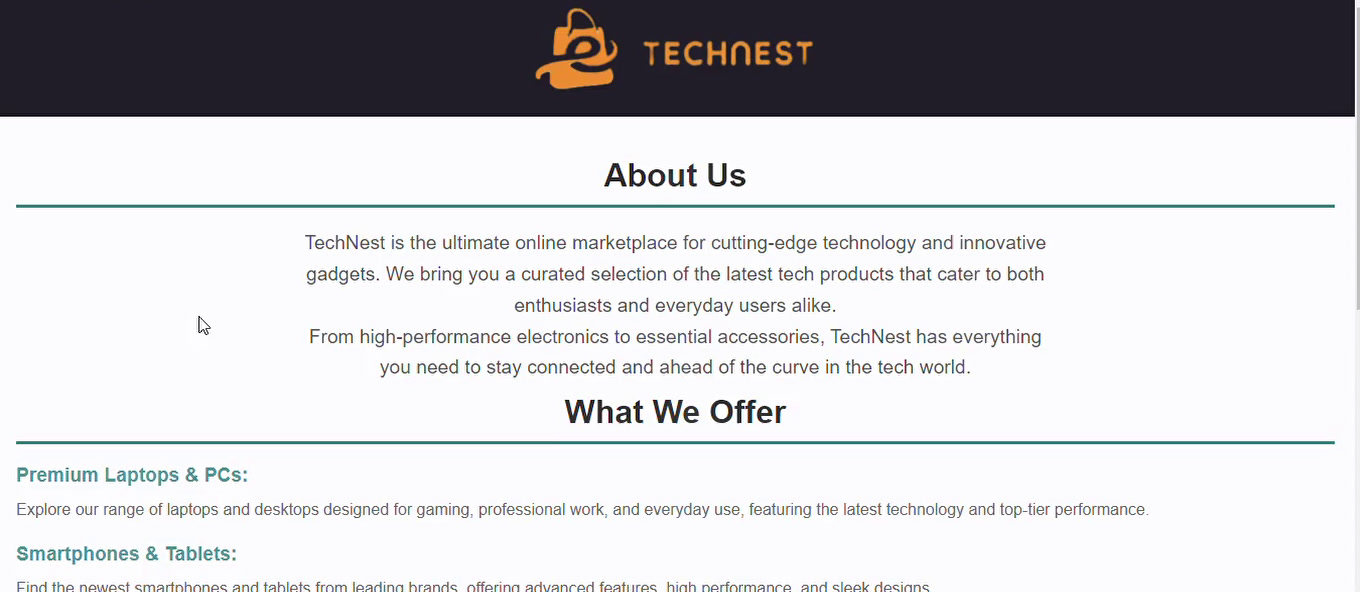 TECHNEST
About Us
TechNest is the ultimate online marketplace for cutting-edge technology and innovative
gadgets. We bring you a curated selection of the latest tech products that cater to both
enthusiasts and everyday users alike.
From high-performance electronics to essential accessories, TechNest has everything
you need to stay connected and ahead of the curve in the tech world.
What We Offer
Premium Laptops & PCs:
Explore our range of laptops and desktops designed for gaming, professional work, and everyday use, featuring the latest technology and top-tier performance.
Smartphones & Tablets:
Find the newest smartphones and tablets from leading brands, offering advanced features, high performance, and sleek designs.